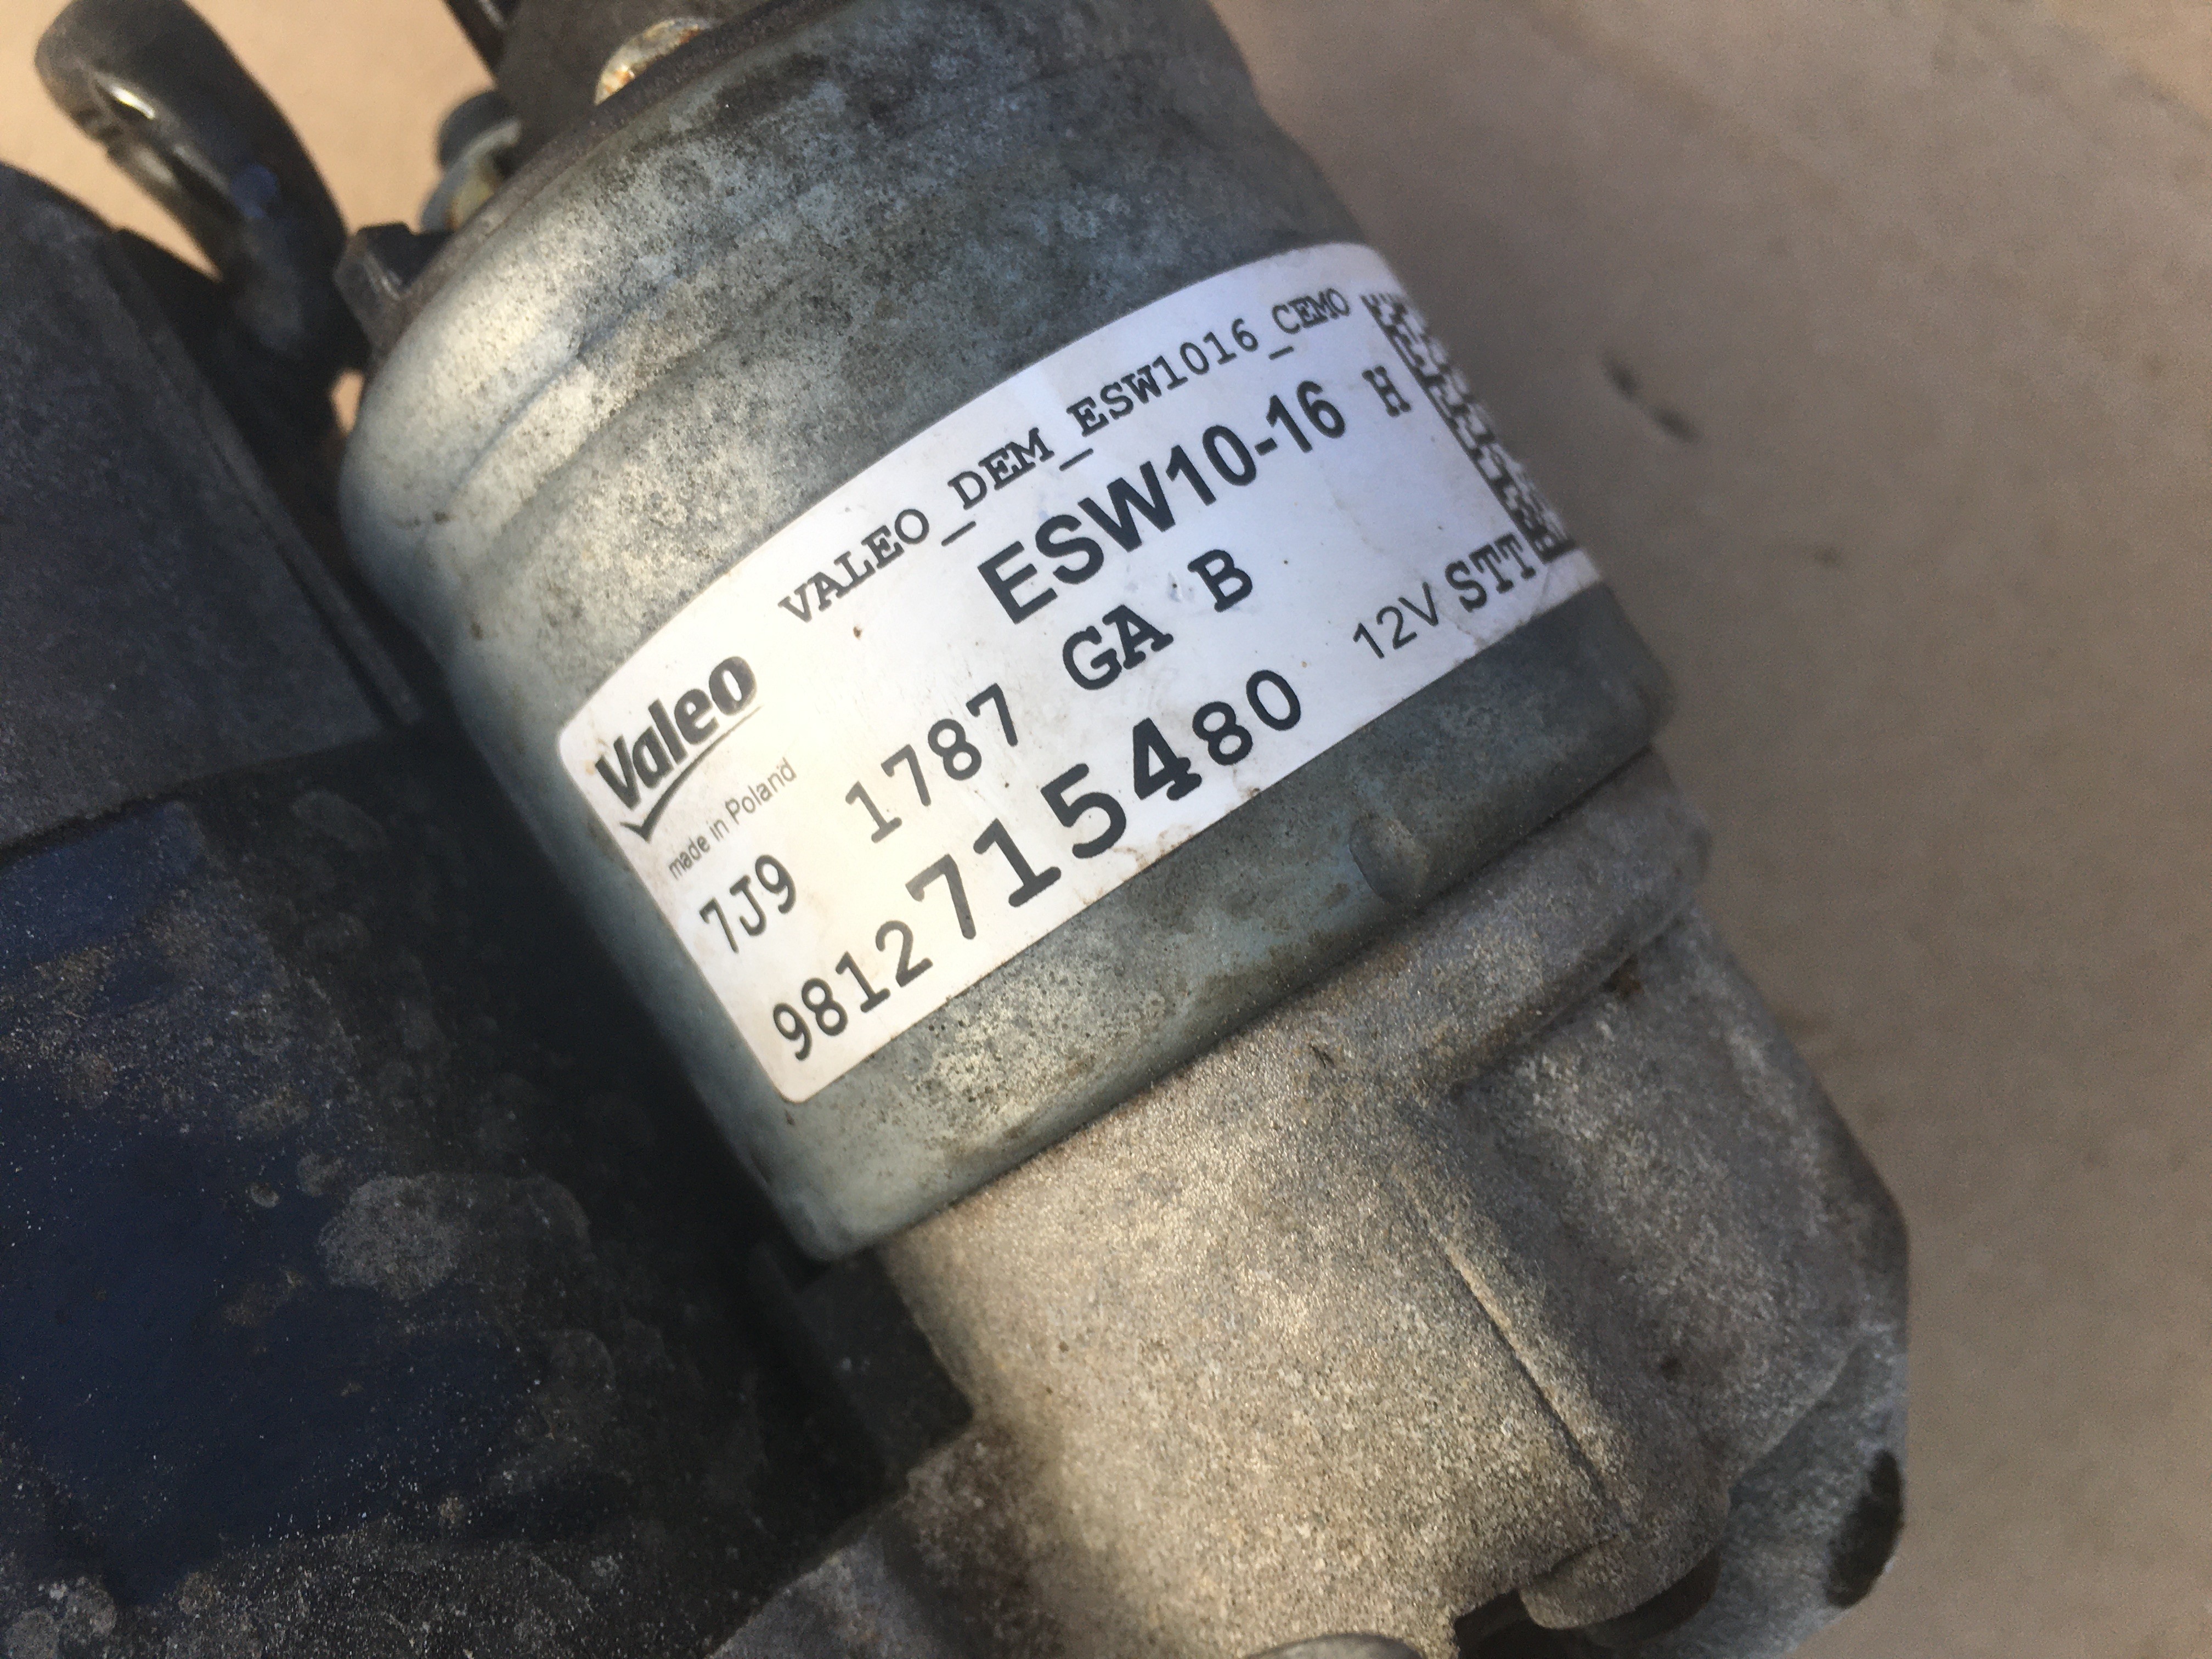 VALEO_DEM_ESW1016_CEMO
Valeo ESW10-16 H
made in Poland
7J9 1787 GA B
9812715480 12V STT